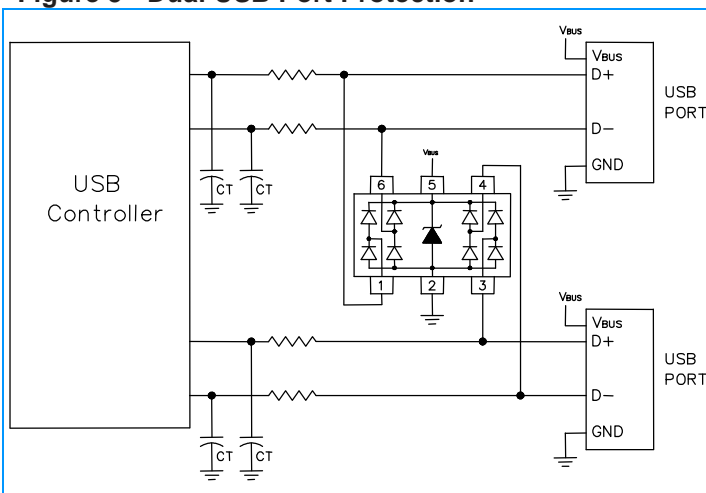 Figure 3 - Dual USB Port Protection
VBUS
VBUS
D+
USB
PORT
D-
GND
USB
Controller
CT
CT
VBUS
6
5
4
1
2
3
VBUS
VBUS
D+
USB
PORT
D-
GND
CT
CT